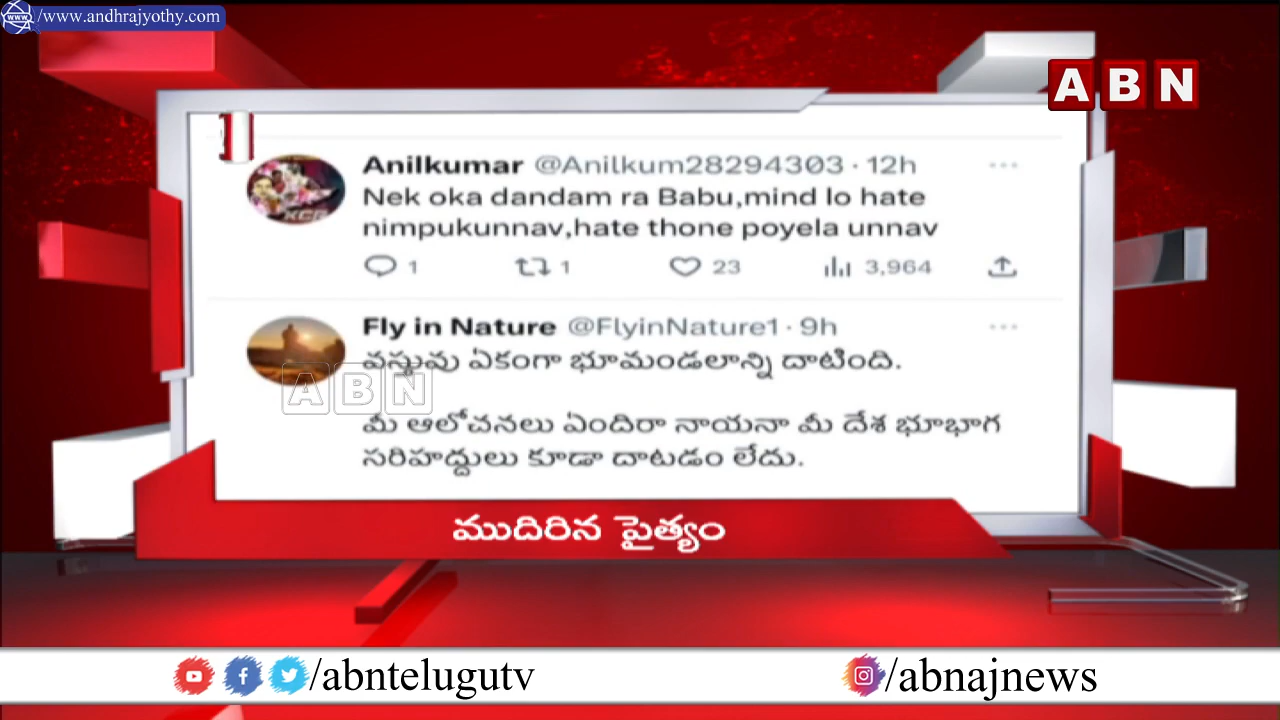 /www.andhrajyothy.com
ABN
Anilkumar @Anilkum28294303 · 12h
Nek oka dandam ra Babu,mind lo hate
nimpukunnav,hate thone poyela unnav
1 1 23 3,964
Fly in Nature @FlyinNature1 · 9h
వస్తువు ఏకంగా భూమండలాన్ని దాటింది.
ABN
మీ ఆలోచనలు ఏందిరా నాయనా మీ దేశ భూభాగ
సరిహద్దులు కూడా దాటడం లేదు.
ముదిరిన పైత్యం
/abntelugutv /abnajnews